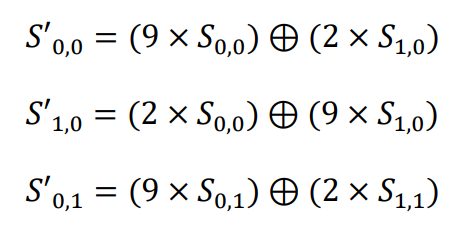 S′0,0 = (9 × S0,0) ⊕ (2 × S1,0)
S′1,0 = (2 × S0,0) ⊕ (9 × S1,0)
S′0,1 = (9 × S0,1) ⊕ (2 × S1,1)